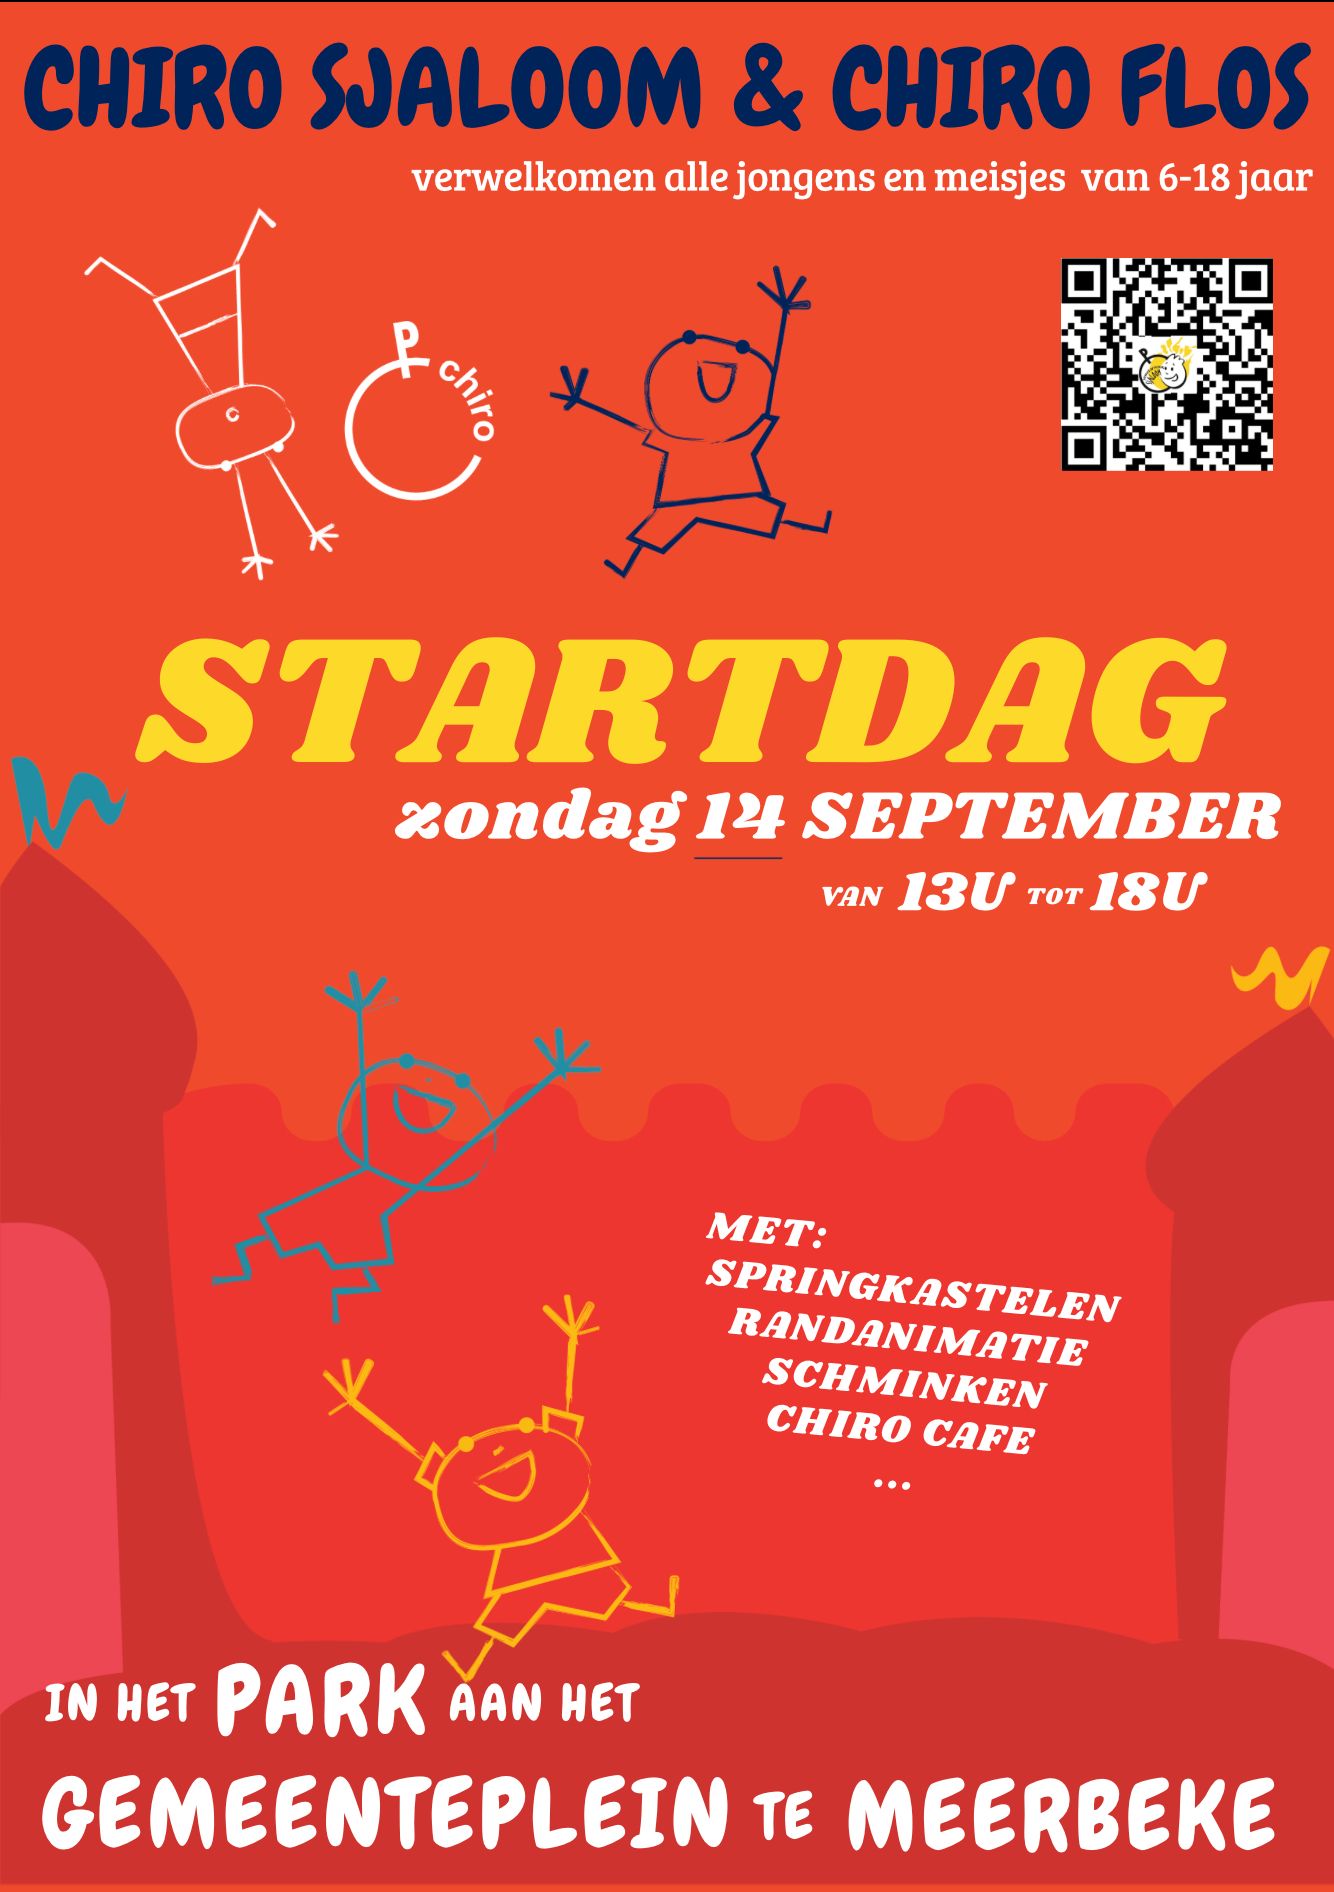 CHIRO SJALOOM & CHIRO FLOS
verwelkomen alle jongens en meisjes van 6-18 jaar
P
chiro
STARTDAG
zondag 14 SEPTEMBER
VAN 13U TOT 18U
MET:
SPRINGKASTELEN
RANDANIMATIE
SCHMINKEN
CHIRO CAFE
...
IN HET PARK AAN HET
GEMEENTEPLEIN TE MEERBEKE